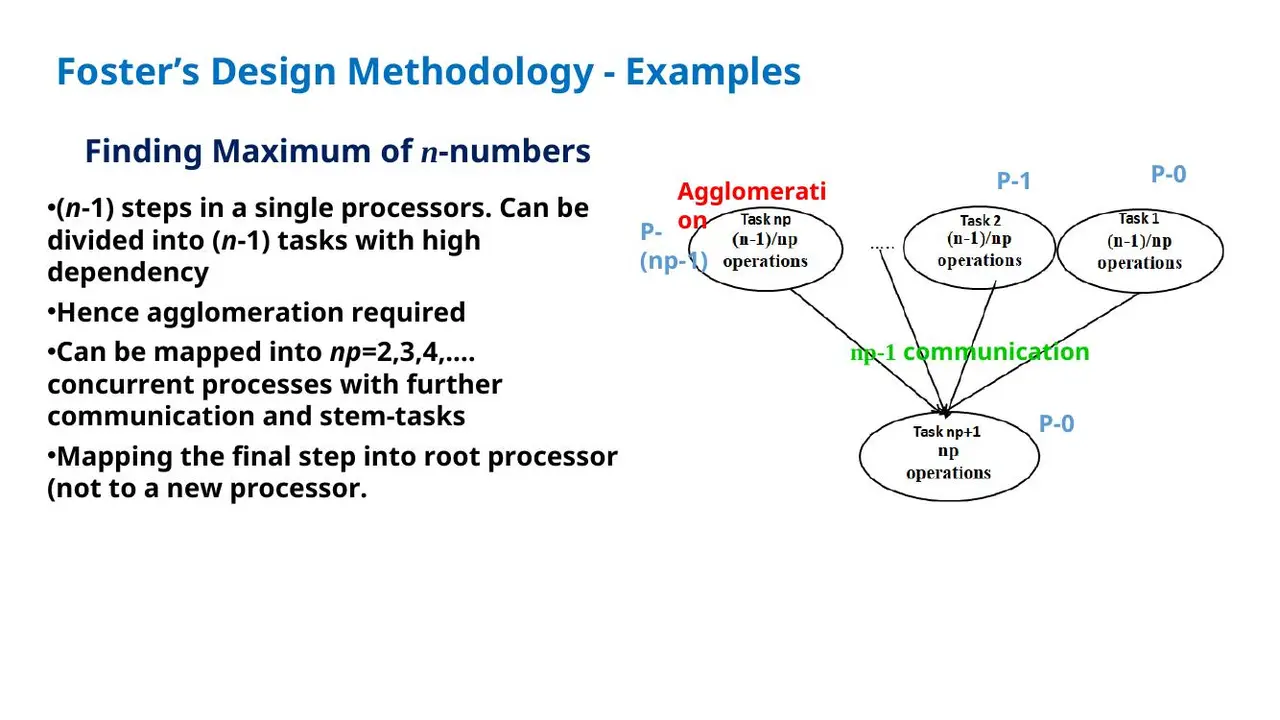 Foster’s Design Methodology - Examples
Finding Maximum of n-numbers
•(n-1) steps in a single processors. Can be
divided into (n-1) tasks with high
dependency
•Hence agglomeration required
•Can be mapped into np=2,3,4,....
concurrent processes with further
communication and stem-tasks
•Mapping the final step into root processor
(not to a new processor.
Agglomerati
on
P-
(np-1)
Task np
(n-1)/np
operations
.....
P-1
Task 2
(n-1)/np
operations
P-0
Task 1
(n-1)/np
operations
np-1 communication
Task np+1
np
operations
P-0